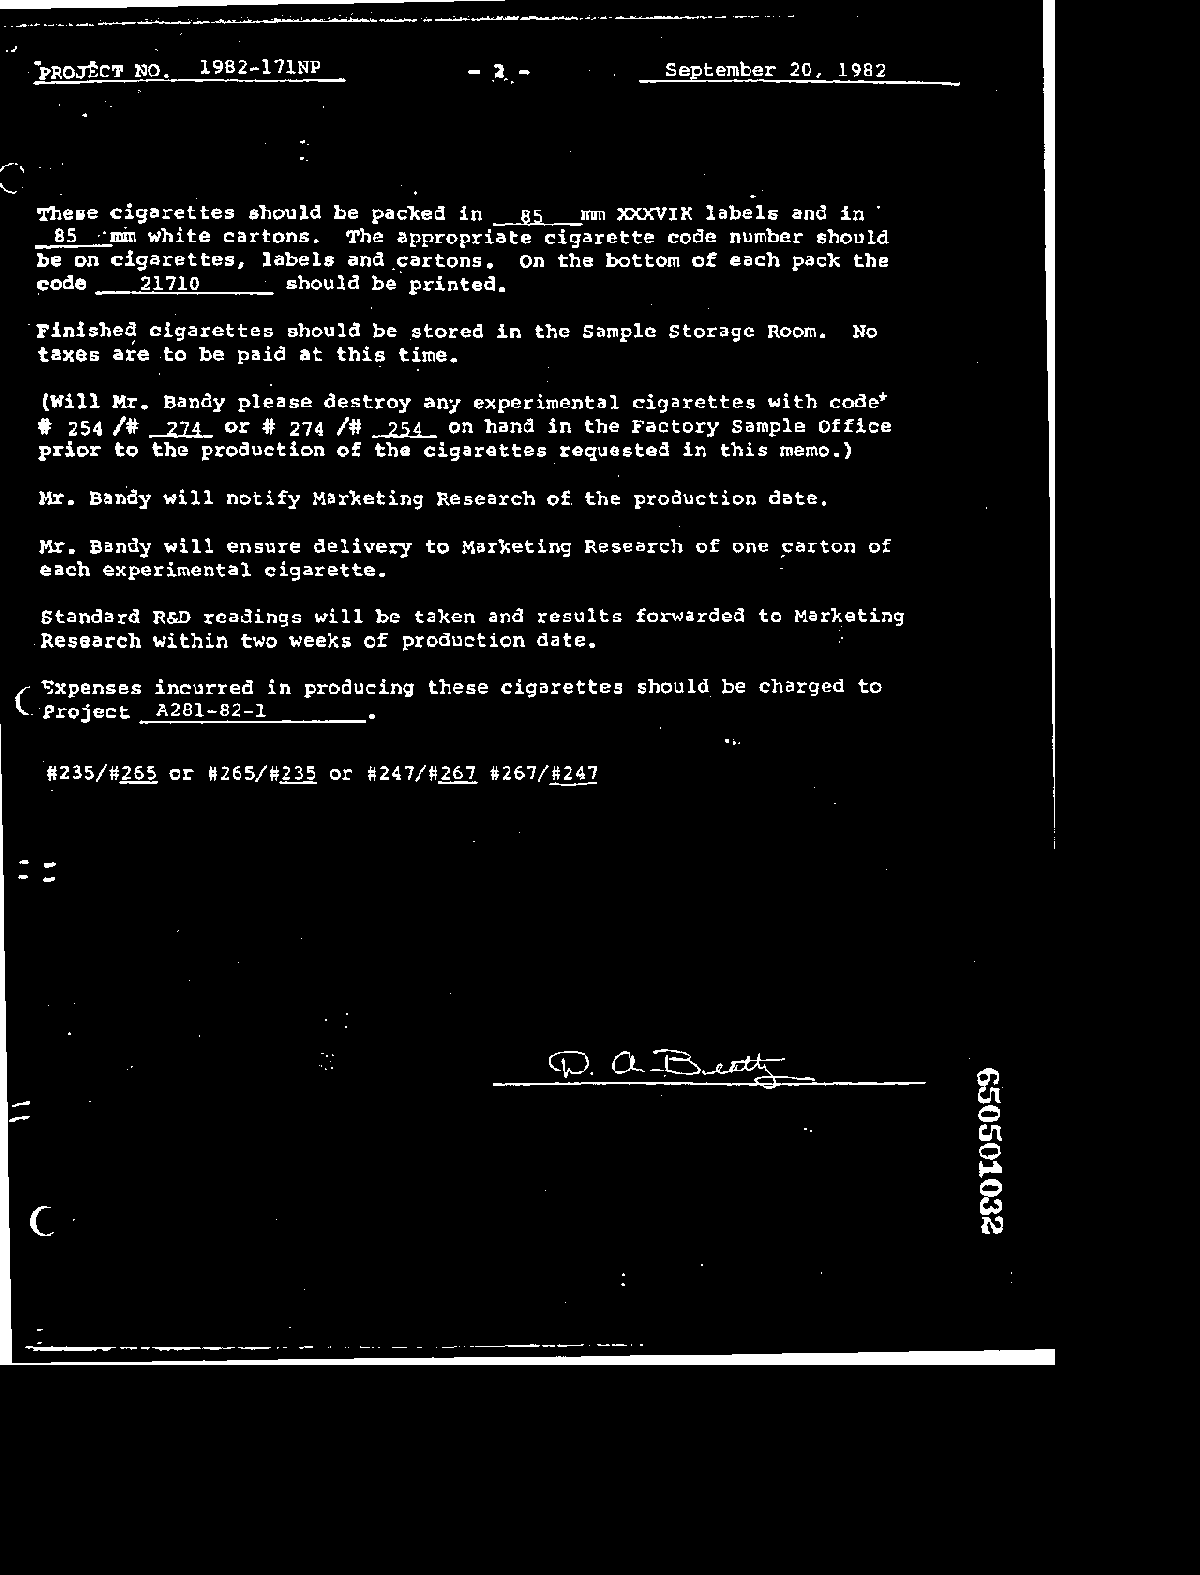 PROJECT NO. 1982-171NP - 2 - September 20, 1982
These cigarettes should be packed in 85 mm XXXVIK labels and in
85 mm white cartons. The appropriate cigarette code number should
be on cigarettes, labels and cartons. On the bottom of each pack the
code 21710 should be printed.
Finished cigarettes should be stored in the Sample Storage Room. No
taxes are to be paid at this time.
(Will Mr. Bandy please destroy any experimental cigarettes with code+
# 254 /# 274 or # 274 /# 254 on hand in the Factory Sample Office
prior to the production of the cigarettes requested in this memo.)
Mr. Bandy will notify Marketing Research of the production date.
Mr. Bandy will ensure delivery to Marketing Research of one carton of
each experimental cigarette.
Standard R&D readings will be taken and results forwarded to Marketing
Research within two weeks of production date.
Expenses incurred in producing these cigarettes should be charged to
Project A281-82-1 .
#235/#265 or #265/#235 or #247/#267 #267/#247
D. A. Beatty
650501032